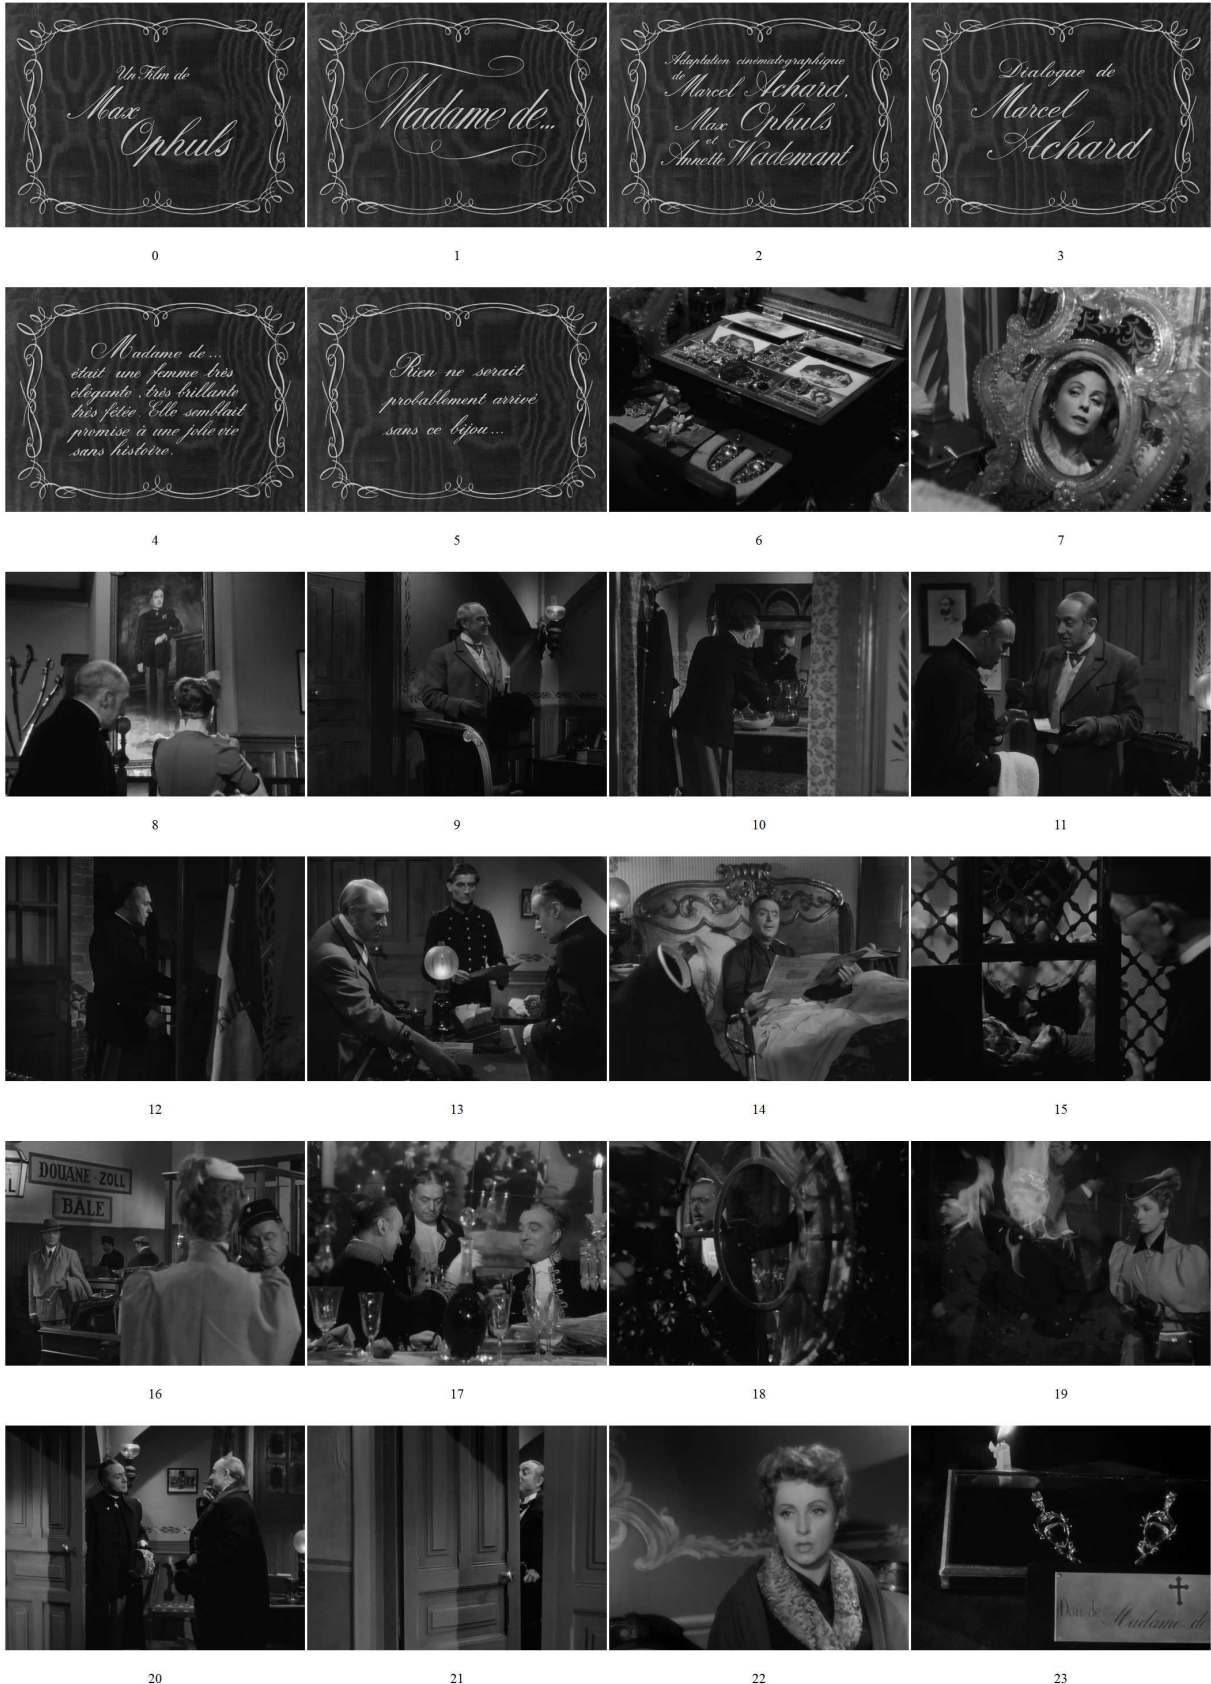 Un Film de
Max
Ophuls
0
Madame de...
1
Adaptation cinématographique
de
Marcel Achard,
Max Ophuls
et
Annette Wademant
2
Dialogue de
Marcel
Achard
3
Madame de...
était une femme très
élégante, très brillante
très fêtée. Elle semblait
promise à une jolie vie
sans histoire.
4
Rien ne serait
probablement arrivé
sans ce bijou...
5
6
7
8
9
10
11
12
13
14
15
DOUANE-ZOLL
BÂLE
16
17
18
19
20
21
22
Don de Madame de
23